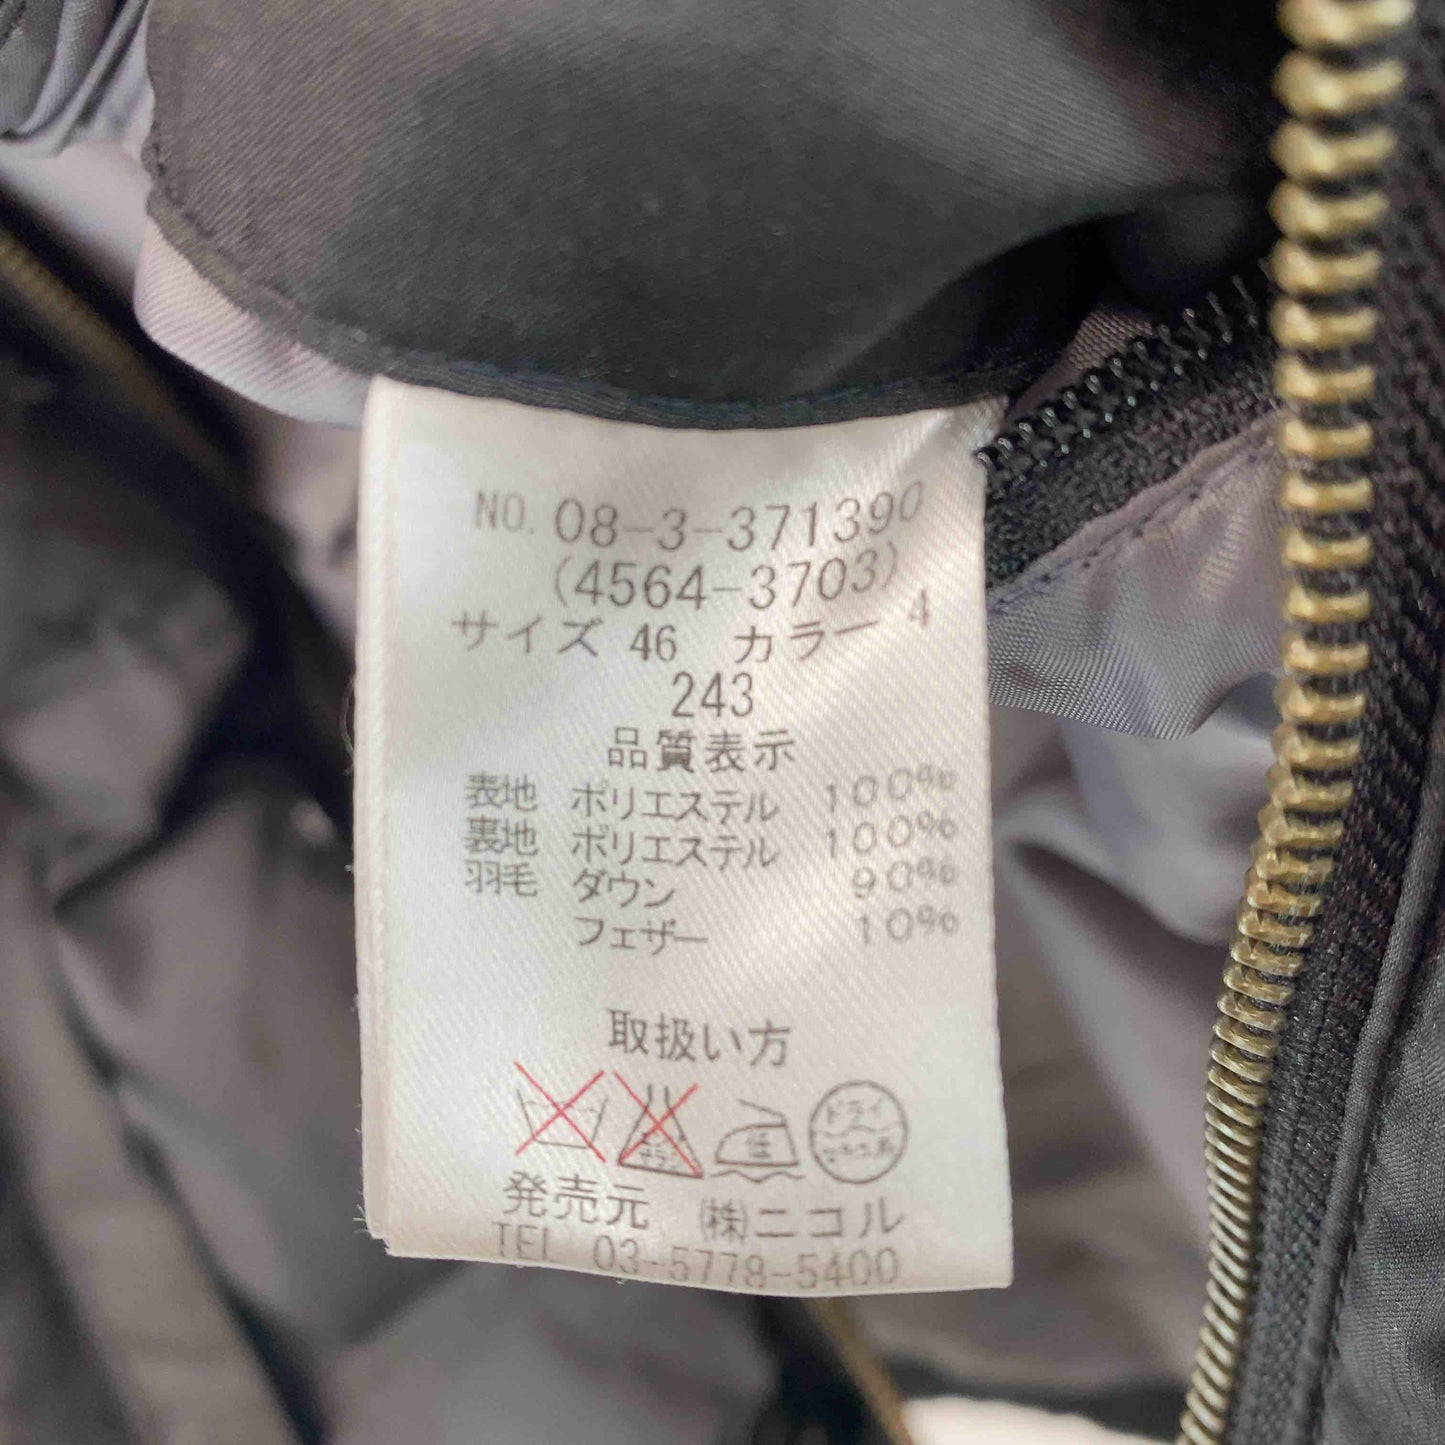 NO. 08-3-371390
(4564-3703)
サイズ 46 カラー 4
243
品質表示
表地 ポリエステル 100%
裏地 ポリエステル 100%
羽毛 ダウン 90%
フェザー 10%
取扱い方
低
ドライ
発売元 ㈱ニコル
TEL 03-5778-5400